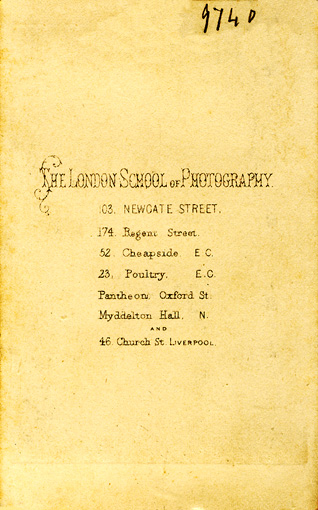 9740
THE LONDON SCHOOL OF PHOTOGRAPHY.
103. NEWGATE STREET.
174. Regent Street.
52. Cheapside E.C.
23. Poultry. E.C.
Pantheon. Oxford St.
Myddelton Hall. N.
AND
46. Church St. LIVERPOOL.